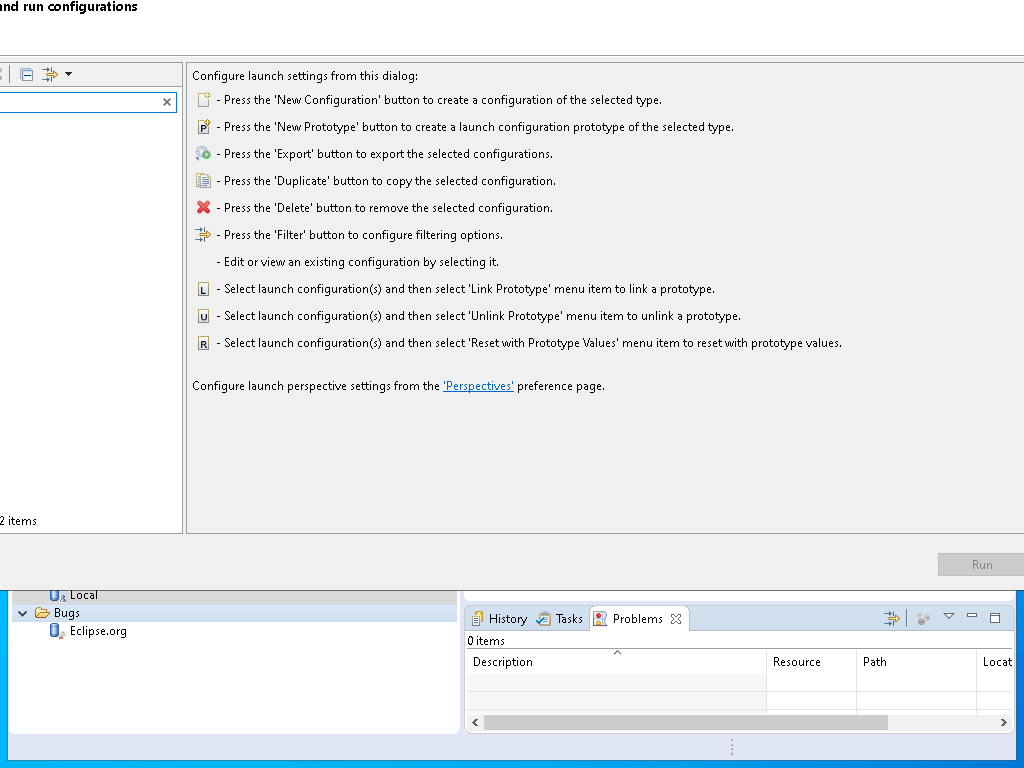 and run configurations
Configure launch settings from this dialog:
- Press the 'New Configuration' button to create a configuration of the selected type.
- Press the 'New Prototype' button to create a launch configuration prototype of the selected type.
- Press the 'Export' button to export the selected configurations.
- Press the 'Duplicate' button to copy the selected configuration.
- Press the 'Delete' button to remove the selected configuration.
- Press the 'Filter' button to configure filtering options.
- Edit or view an existing configuration by selecting it.
L - Select launch configuration(s) and then select 'Link Prototype' menu item to link a prototype.
U - Select launch configuration(s) and then select 'Unlink Prototype' menu item to unlink a prototype.
R - Select launch configuration(s) and then select 'Reset with Prototype Values' menu item to reset with prototype values.
Configure launch perspective settings from the 'Perspectives' preference page.
2 items
Run
Local
Bugs
Eclipse.org
History Tasks Problems
0 items
Description Resource Path Locat